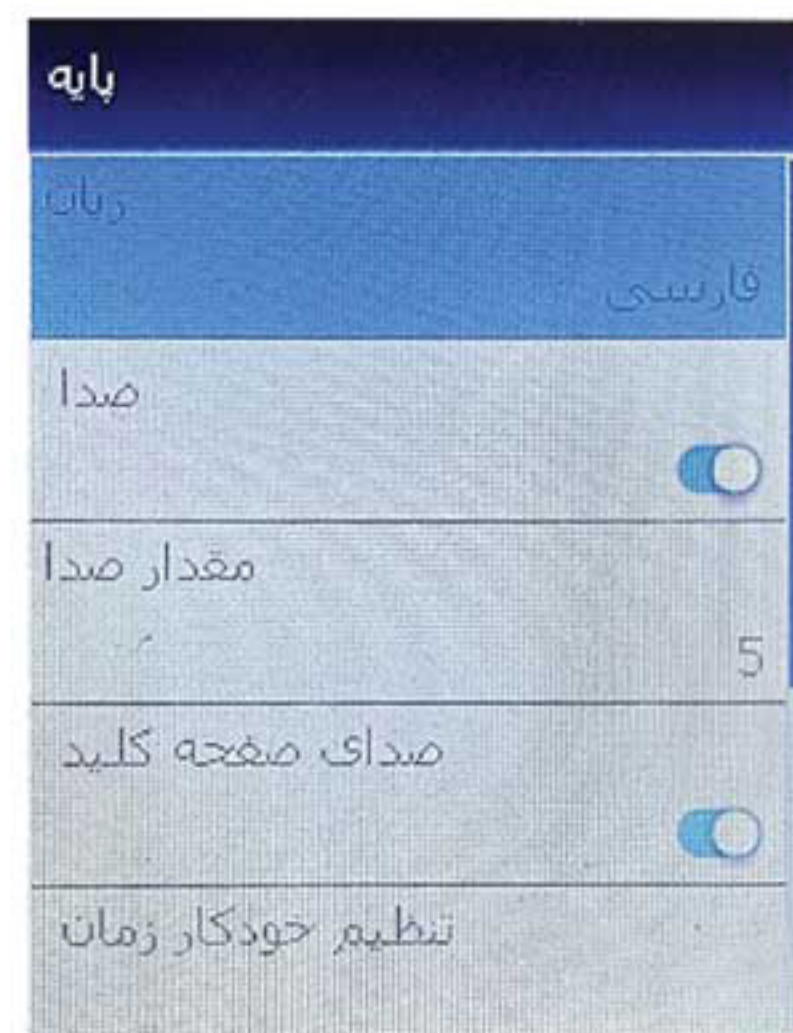 پایه
زبان
فارسی
صدا
مقدار صدا
5
صدای صفحه کلید
تنظیم خودکار زمان